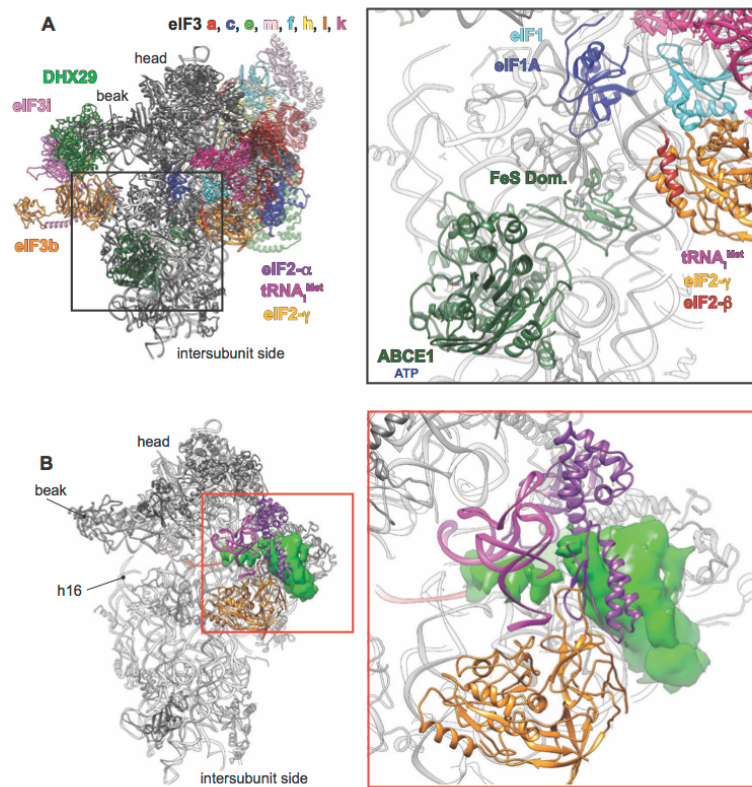 A
eIF3 a, c, e, m, f, h, l, k
head
DHX29
beak
eIF3i
eIF3b
eIF2-α
tRNAiMet
eIF2-γ
intersubunit side
eIF1
eIF1A
FeS Dom.
tRNAiMet
eIF2-γ
eIF2-β
ABCE1
ATP
B
head
beak
h16
intersubunit side